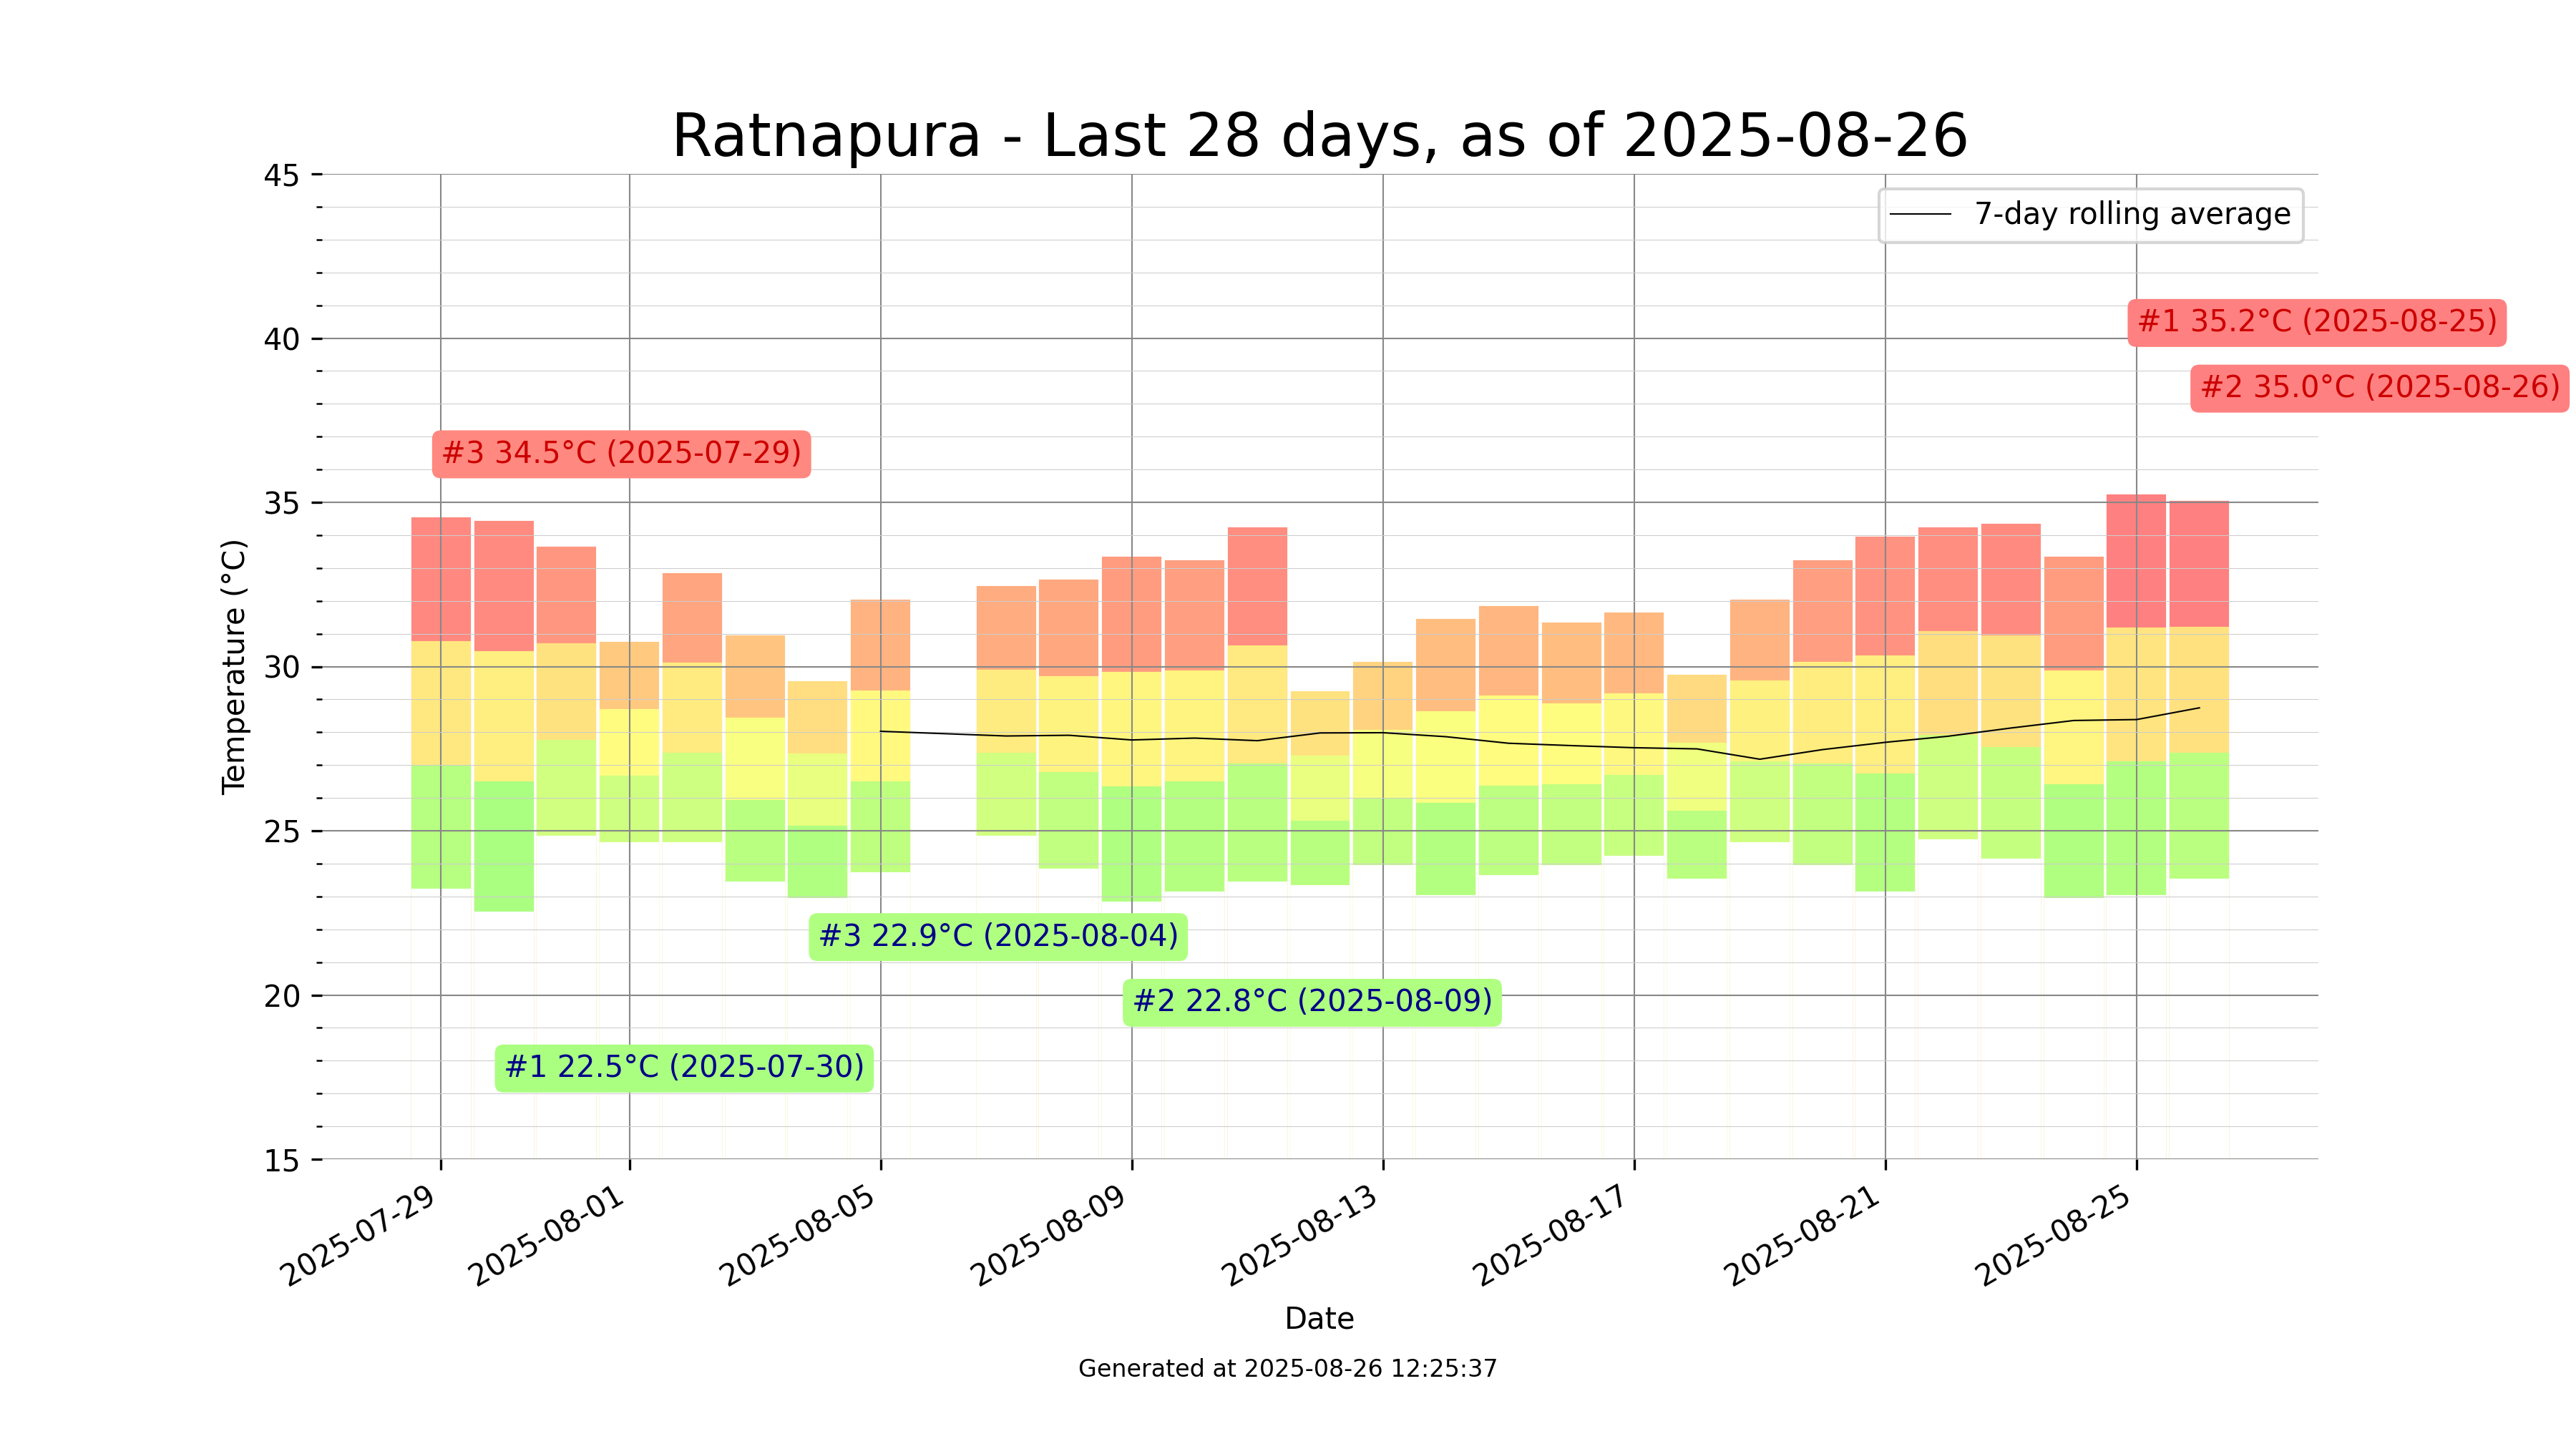 Ratnapura - Last 28 days, as of 2025-08-26
7-day rolling average
#1 35.2°C (2025-08-25)
#2 35.0°C (2025-08-26)
#3 34.5°C (2025-07-29)
#3 22.9°C (2025-08-04)
#2 22.8°C (2025-08-09)
#1 22.5°C (2025-07-30)
Temperature (°C)
45
40
35
30
25
20
15
2025-07-29
2025-08-01
2025-08-05
2025-08-09
2025-08-13
2025-08-17
2025-08-21
2025-08-25
Date
Generated at 2025-08-26 12:25:37